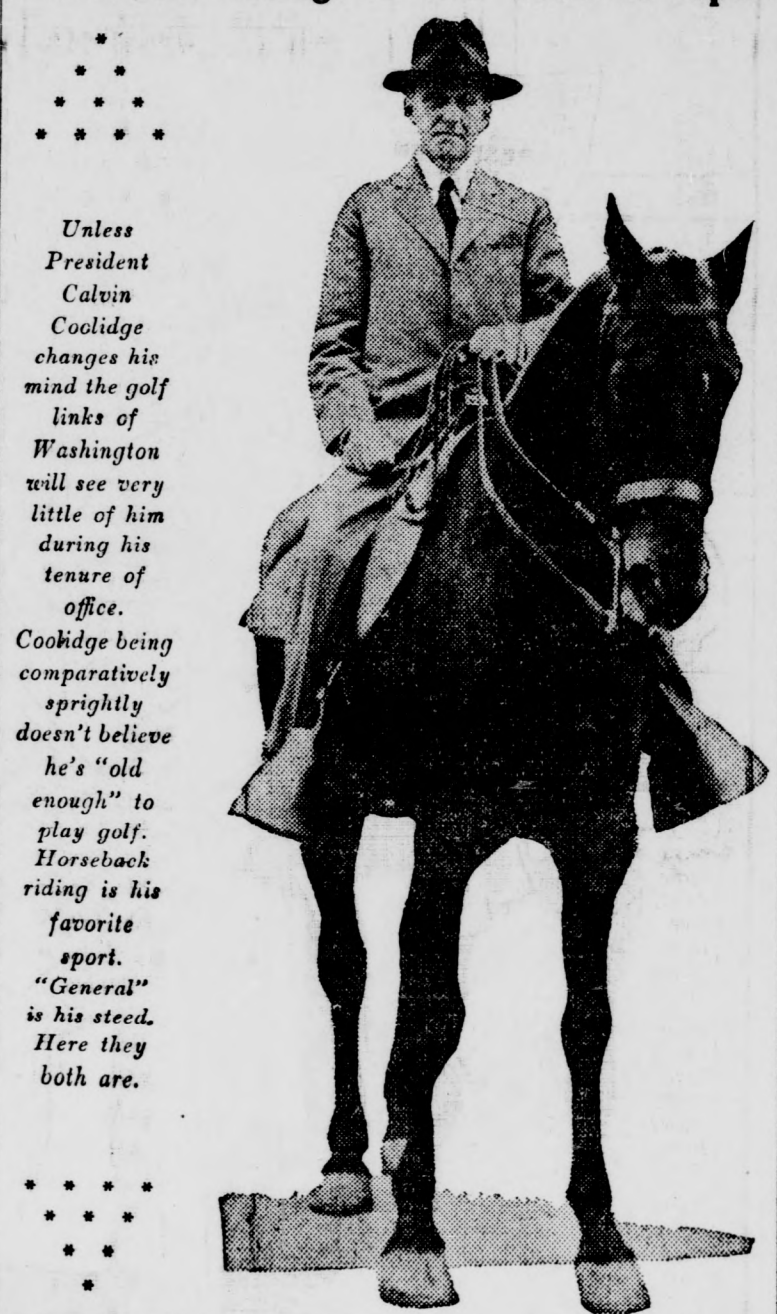 *
* *
* * *
* * * *
Unless
President
Calvin
Coolidge
changes his
mind the golf
links of
Washington
will see very
little of him
during his
tenure of
office.
Coolidge being
comparatively
sprightly
doesn't believe
he's "old
enough" to
play golf.
Horseback
riding is his
favorite
sport.
"General"
is his steed.
Here they
both are.
* * * *
* * *
* *
*